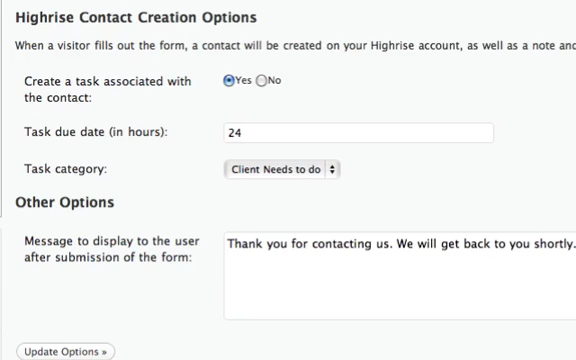 Highrise Contact Creation Options
When a visitor fills out the form, a contact will be created on your Highrise account, as well as a note and
Create a task associated with
the contact:
Yes No
Task due date (in hours):
24
Task category:
Client Needs to do
Other Options
Message to display to the user
after submission of the form:
Thank you for contacting us. We will get back to you shortly.
Update Options »